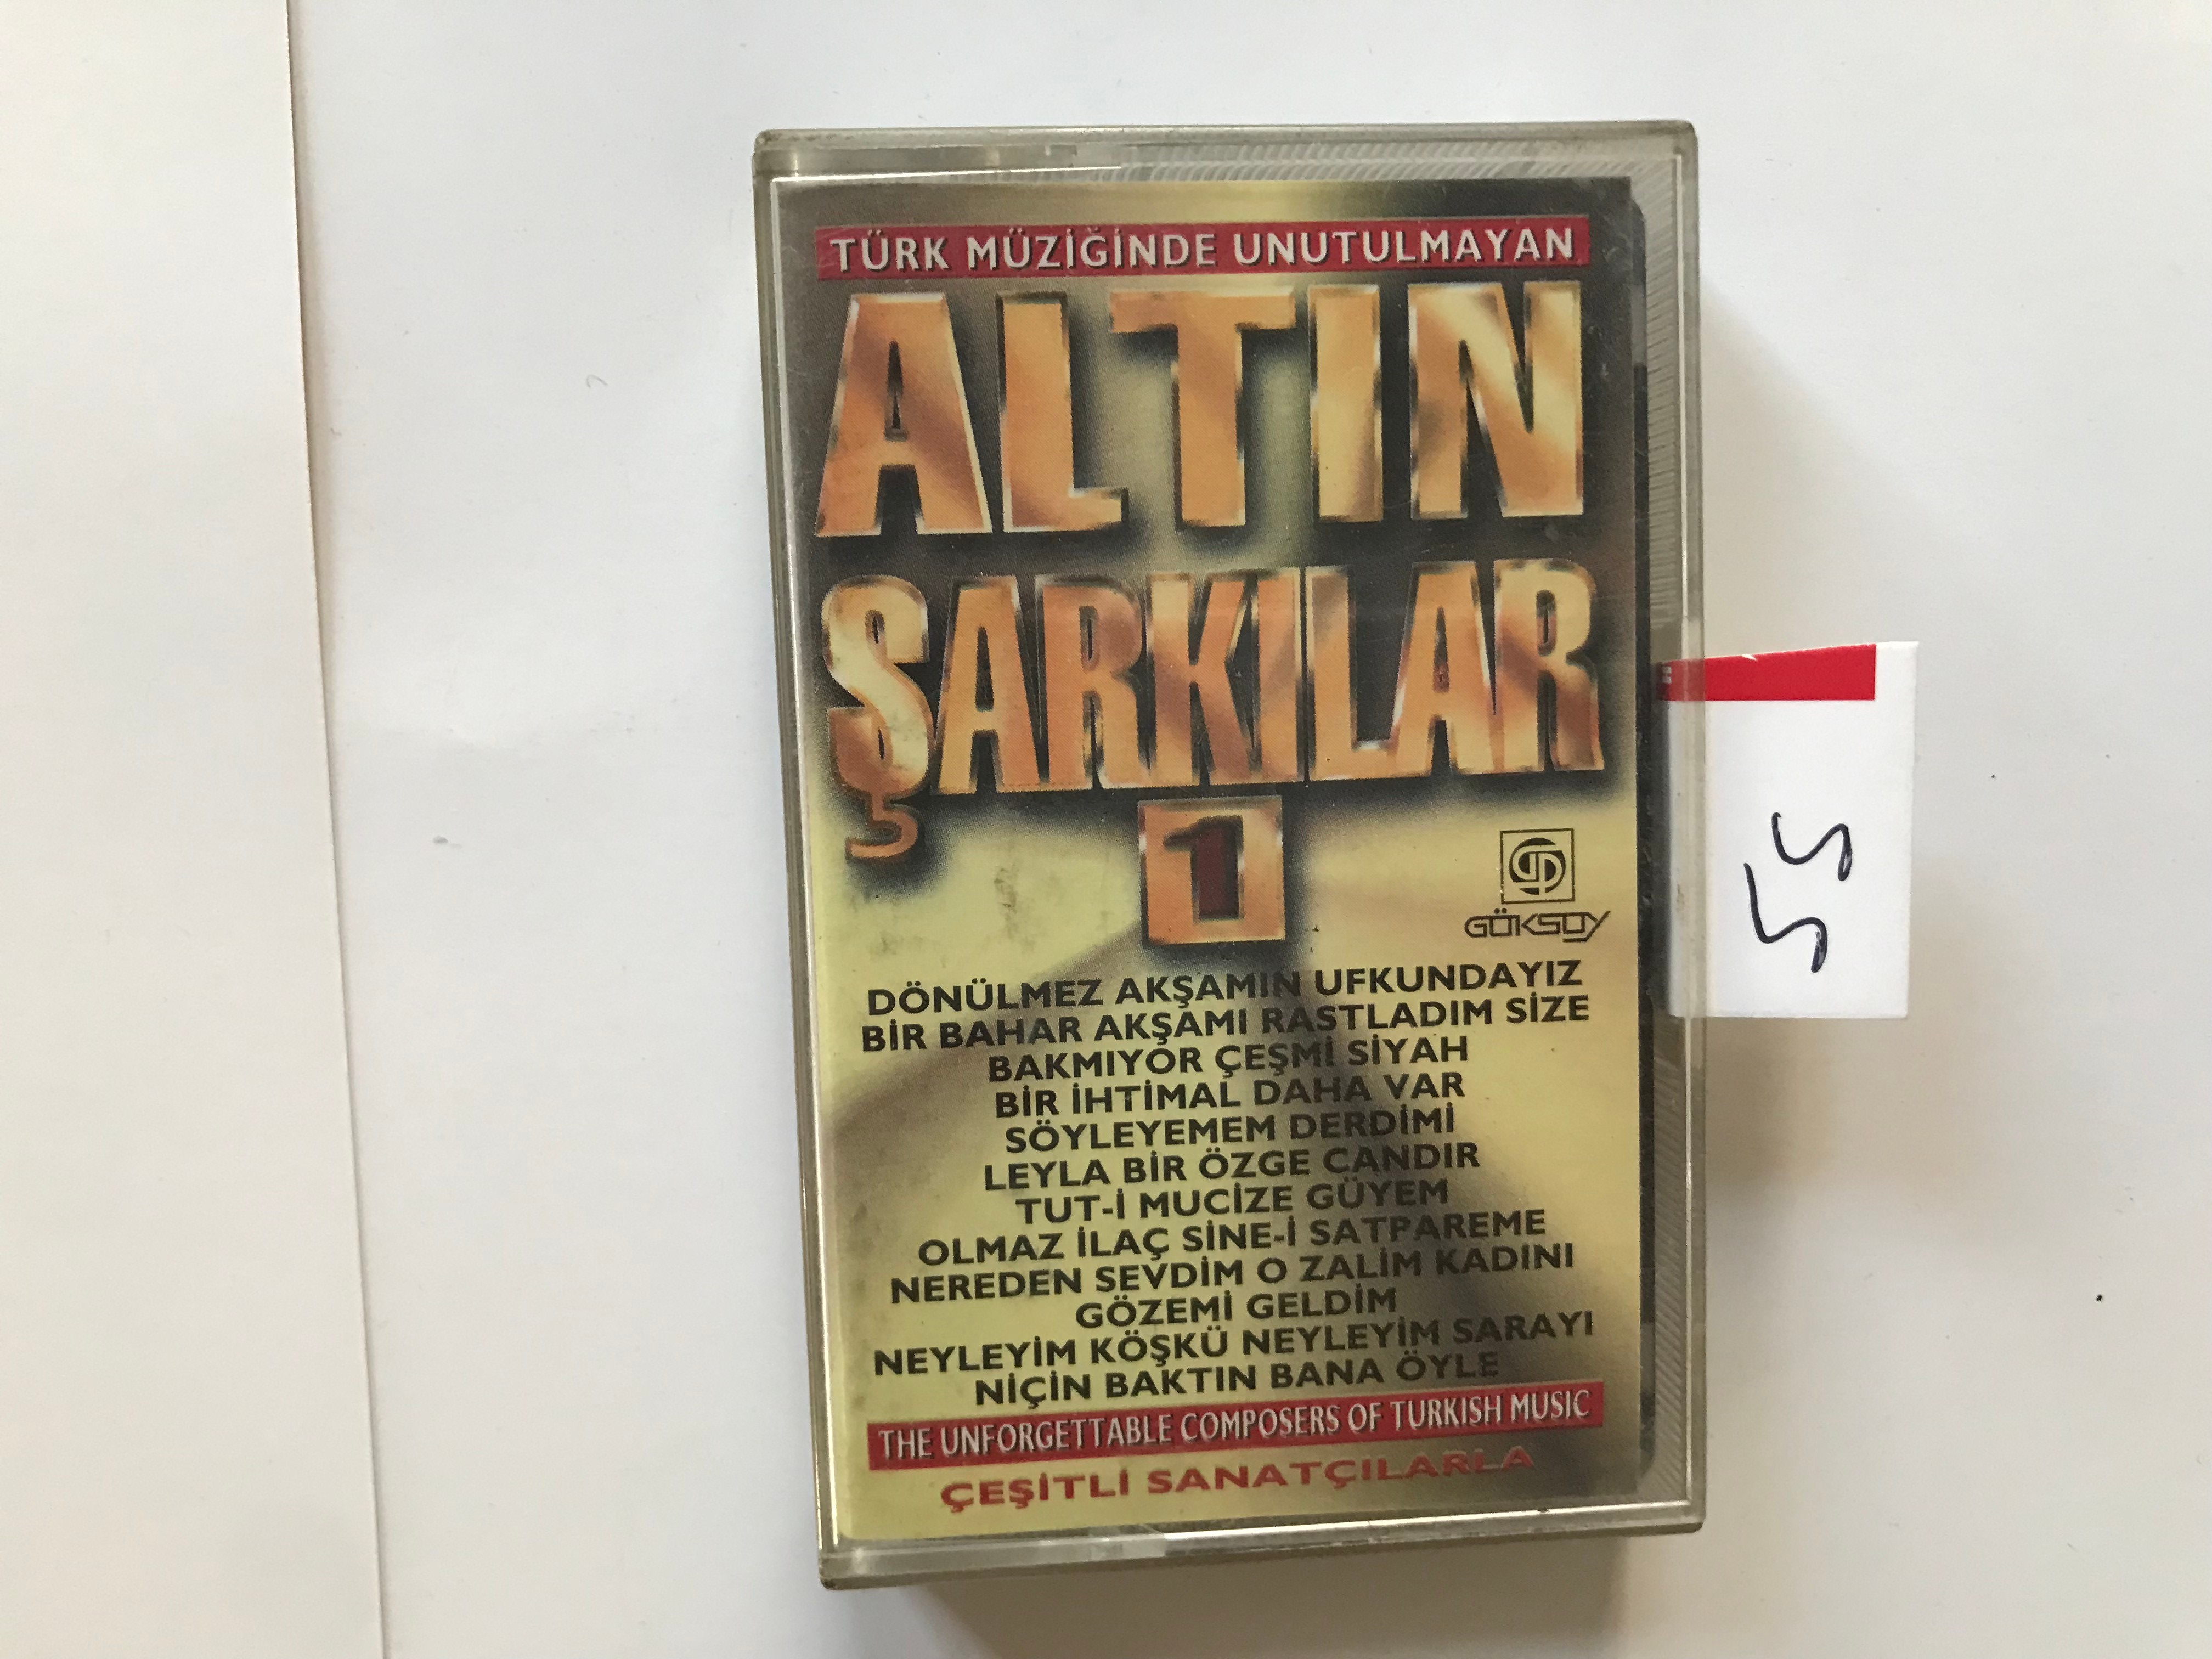 TÜRK MÜZİĞİNDE UNUTULMAYAN
ALTIN
ŞARKILAR
1
GÖKSOY
DÖNÜLMEZ AKŞAMIN UFKUNDAYIZ
BİR BAHAR AKŞAMI RASTLADIM SİZE
BAKMIYOR ÇEŞMİ SİYAH
BİR İHTİMAL DAHA VAR
SÖYLEYEMEM DERDİMİ
LEYLA BİR ÖZGE CANDIR
TUT-İ MUCİZE GÜYEM
OLMAZ İLAÇ SİNE-İ SATPAREME
NEREDEN SEVDİM O ZALİM KADINI
GÖZEMİ GELDİM
NEYLEYİM KÖŞKÜ NEYLEYİM SARAYI
NİÇİN BAKTIN BANA ÖYLE
THE UNFORGETTABLE COMPOSERS OF TURKISH MUSIC
ÇEŞİTLİ SANATÇILARLA
55